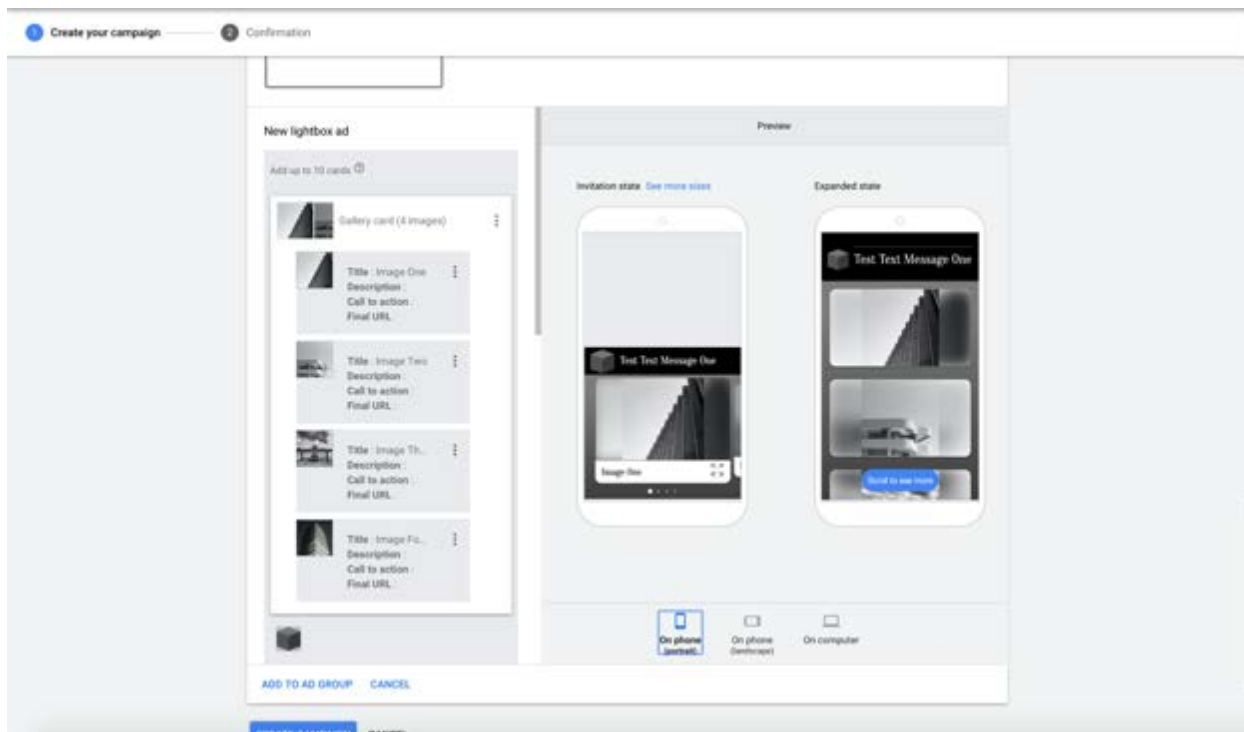 1 Create your campaign
2 Confirmation
New lightbox ad
Add up to 10 cards
Gallery card (4 images)
Title : Image One
Description :
Call to action :
Final URL :
Title : Image Two
Description :
Call to action :
Final URL :
Title : Image Th...
Description :
Call to action :
Final URL :
Title : Image Fo...
Description :
Call to action :
Final URL :
Preview
Invitation state See more sizes
Expanded state
Test Text Message One
Image One
Test Text Message One
Scroll to see more
On phone
(portrait)
On phone
(landscape)
On computer
ADD TO AD GROUP CANCEL